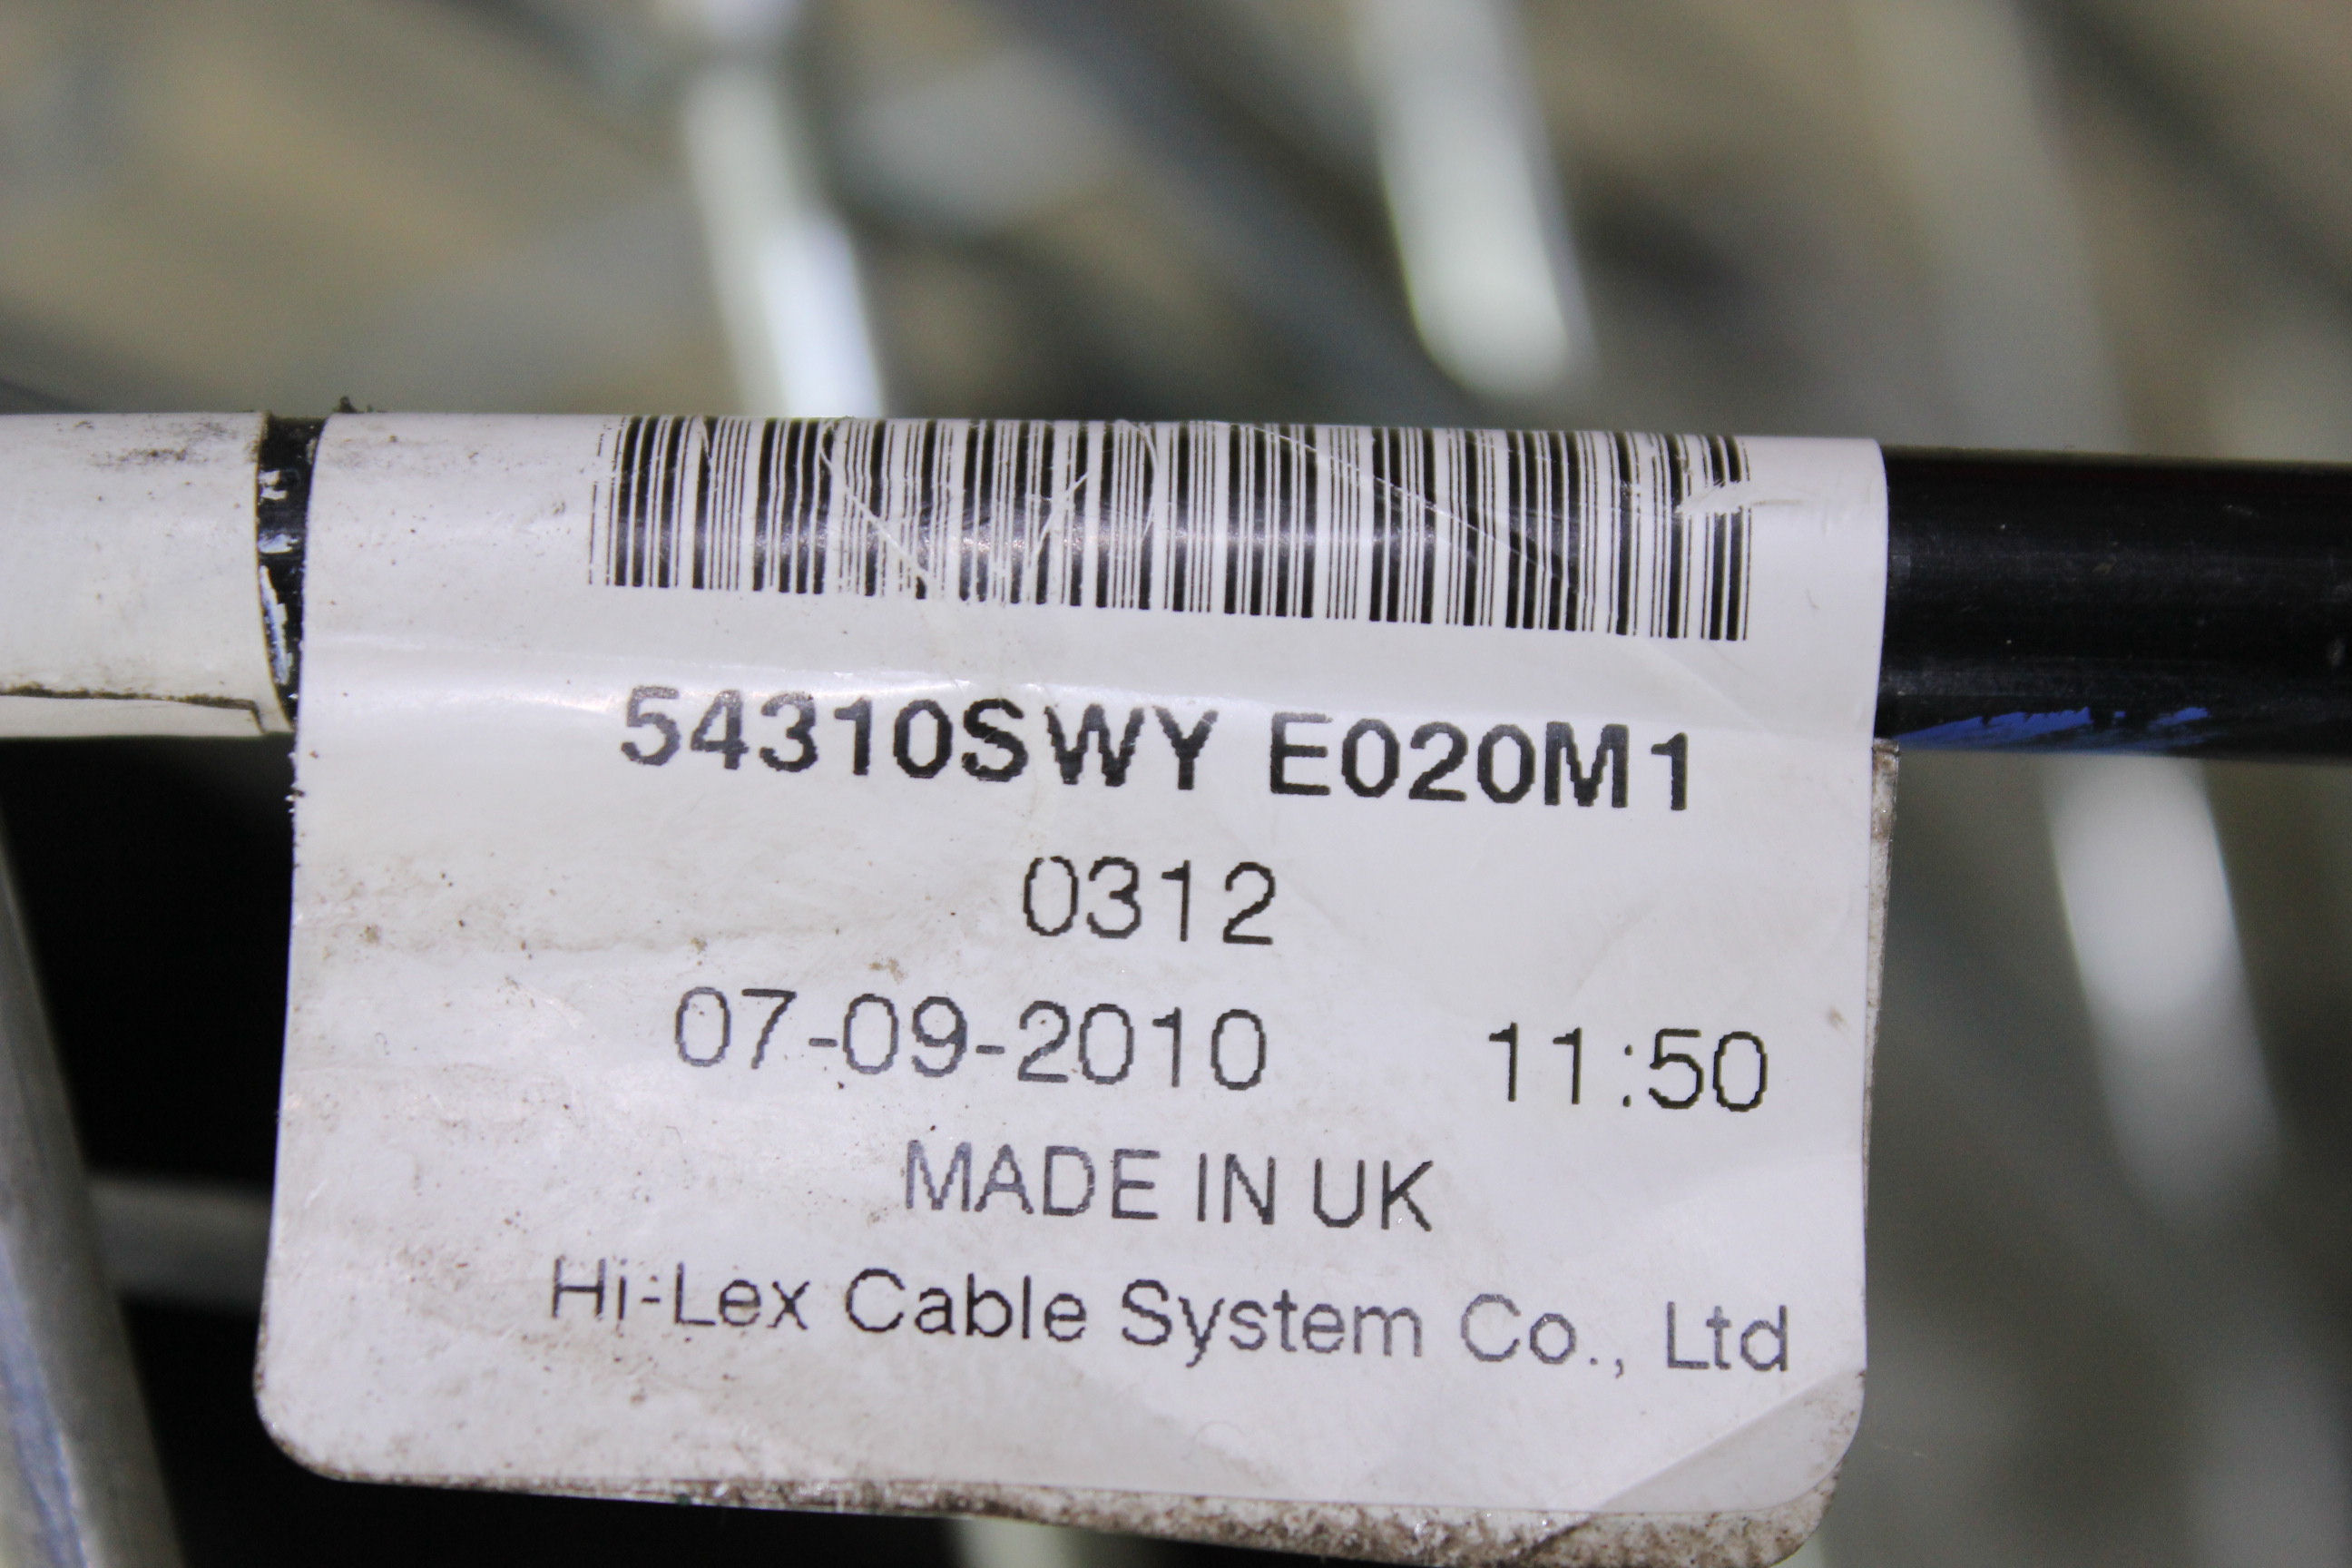 54310SWY E020M1
0312
07-09-2010 11:50
MADE IN UK
Hi-Lex Cable System Co., Ltd